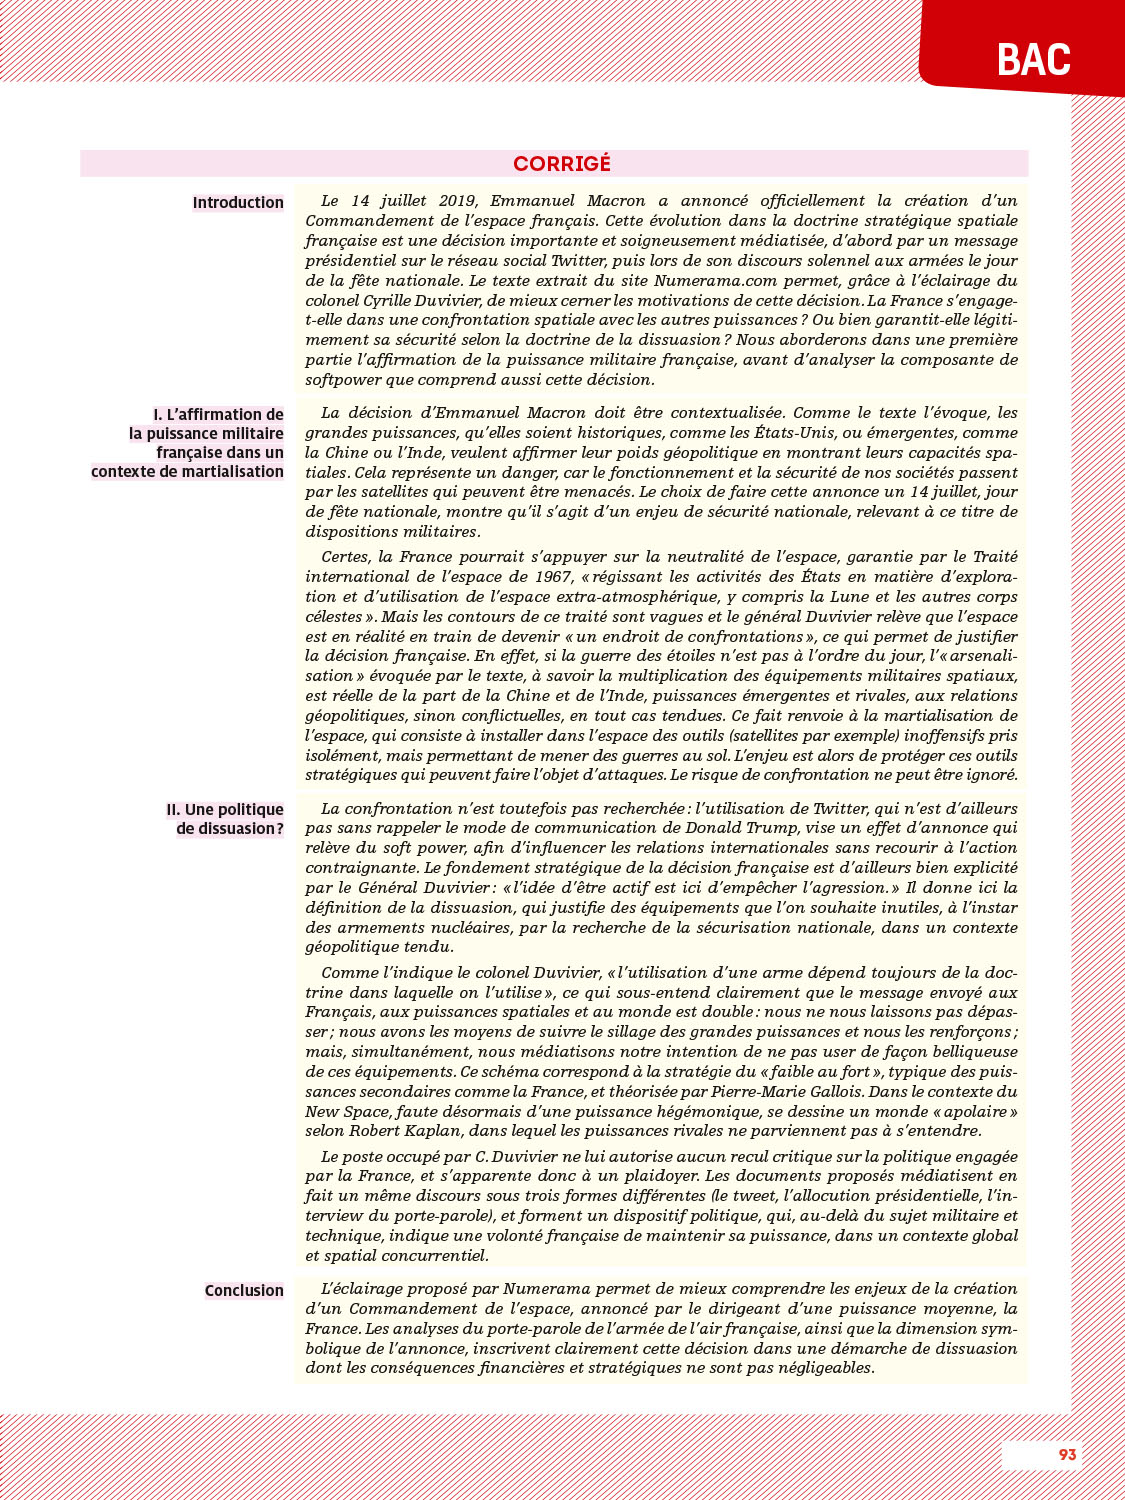 BAC
CORRIGÉ
Introduction
Le 14 juillet 2019, Emmanuel Macron a annoncé officiellement la création d’un
Commandement de l’espace français. Cette évolution dans la doctrine stratégique spatiale
française est une décision importante et soigneusement médiatisée, d’abord par un message
présidentiel sur le réseau social Twitter, puis lors de son discours solennel aux armées le jour
de la fête nationale. Le texte extrait du site Numerama.com permet, grâce à l’éclairage du
colonel Cyrille Duvivier, de mieux cerner les motivations de cette décision. La France s’engage-
t-elle dans une confrontation spatiale avec les autres puissances ? Ou bien garantit-elle légiti-
mement sa sécurité selon la doctrine de la dissuasion ? Nous aborderons dans une première
partie l’affirmation de la puissance militaire française, avant d’analyser la composante de
softpower que comprend aussi cette décision.
I. L’affirmation de
la puissance militaire
française dans un
contexte de martialisation
La décision d’Emmanuel Macron doit être contextualisée. Comme le texte l’évoque, les
grandes puissances, qu’elles soient historiques, comme les États-Unis, ou émergentes, comme
la Chine ou l’Inde, veulent affirmer leur poids géopolitique en montrant leurs capacités spa-
tiales. Cela représente un danger, car le fonctionnement et la sécurité de nos sociétés passent
par les satellites qui peuvent être menacés. Le choix de faire cette annonce un 14 juillet, jour
de fête nationale, montre qu’il s’agit d’un enjeu de sécurité nationale, relevant à ce titre de
dispositions militaires.
Certes, la France pourrait s’appuyer sur la neutralité de l’espace, garantie par le Traité
international de l’espace de 1967, « régissant les activités des États en matière d’explora-
tion et d’utilisation de l’espace extra-atmosphérique, y compris la Lune et les autres corps
célestes ». Mais les contours de ce traité sont vagues et le général Duvivier relève que l’espace
est en réalité en train de devenir « un endroit de confrontations », ce qui permet de justifier
la décision française. En effet, si la guerre des étoiles n’est pas à l’ordre du jour, l’« arsenali-
sation » évoquée par le texte, à savoir la multiplication des équipements militaires spatiaux,
est réelle de la part de la Chine et de l’Inde, puissances émergentes et rivales, aux relations
géopolitiques, sinon conflictuelles, en tout cas tendues. Ce fait renvoie à la martialisation de
l’espace, qui consiste à installer dans l’espace des outils (satellites par exemple) inoffensifs pris
isolément, mais permettant de mener des guerres au sol. L’enjeu est alors de protéger ces outils
stratégiques qui peuvent faire l’objet d’attaques. Le risque de confrontation ne peut être ignoré.
II. Une politique
de dissuasion ?
La confrontation n’est toutefois pas recherchée : l’utilisation de Twitter, qui n’est d’ailleurs
pas sans rappeler le mode de communication de Donald Trump, vise un effet d’annonce qui
relève du soft power, afin d’influencer les relations internationales sans recourir à l’action
contraignante. Le fondement stratégique de la décision française est d’ailleurs bien explicité
par le Général Duvivier : « l’idée d’être actif est ici d’empêcher l’agression. » Il donne ici la
définition de la dissuasion, qui justifie des équipements que l’on souhaite inutiles, à l’instar
des armements nucléaires, par la recherche de la sécurisation nationale, dans un contexte
géopolitique tendu.
Comme l’indique le colonel Duvivier, « l’utilisation d’une arme dépend toujours de la doc-
trine dans laquelle on l’utilise », ce qui sous-entend clairement que le message envoyé aux
Français, aux puissances spatiales et au monde est double : nous ne nous laissons pas dépas-
ser ; nous avons les moyens de suivre le sillage des grandes puissances et nous les renforçons ;
mais, simultanément, nous médiatisons notre intention de ne pas user de façon belliqueuse
de ces équipements. Ce schéma correspond à la stratégie du « faible au fort », typique des puis-
sances secondaires comme la France, et théorisée par Pierre-Marie Gallois. Dans le contexte du
New Space, faute désormais d’une puissance hégémonique, se dessine un monde « apolaire »
selon Robert Kaplan, dans lequel les puissances rivales ne parviennent pas à s’entendre.
Le poste occupé par C. Duvivier ne lui autorise aucun recul critique sur la politique engagée
par la France, et s’apparente donc à un plaidoyer. Les documents proposés médiatisent en
fait un même discours sous trois formes différentes (le tweet, l’allocution présidentielle, l’in-
terview du porte-parole), et forment un dispositif politique, qui, au-delà du sujet militaire et
technique, indique une volonté française de maintenir sa puissance, dans un contexte global
et spatial concurrentiel.
Conclusion
L’éclairage proposé par Numerama permet de mieux comprendre les enjeux de la création
d’un Commandement de l’espace, annoncé par le dirigeant d’une puissance moyenne, la
France. Les analyses du porte-parole de l’armée de l’air française, ainsi que la dimension sym-
bolique de l’annonce, inscrivent clairement cette décision dans une démarche de dissuasion
dont les conséquences financières et stratégiques ne sont pas négligeables.
93